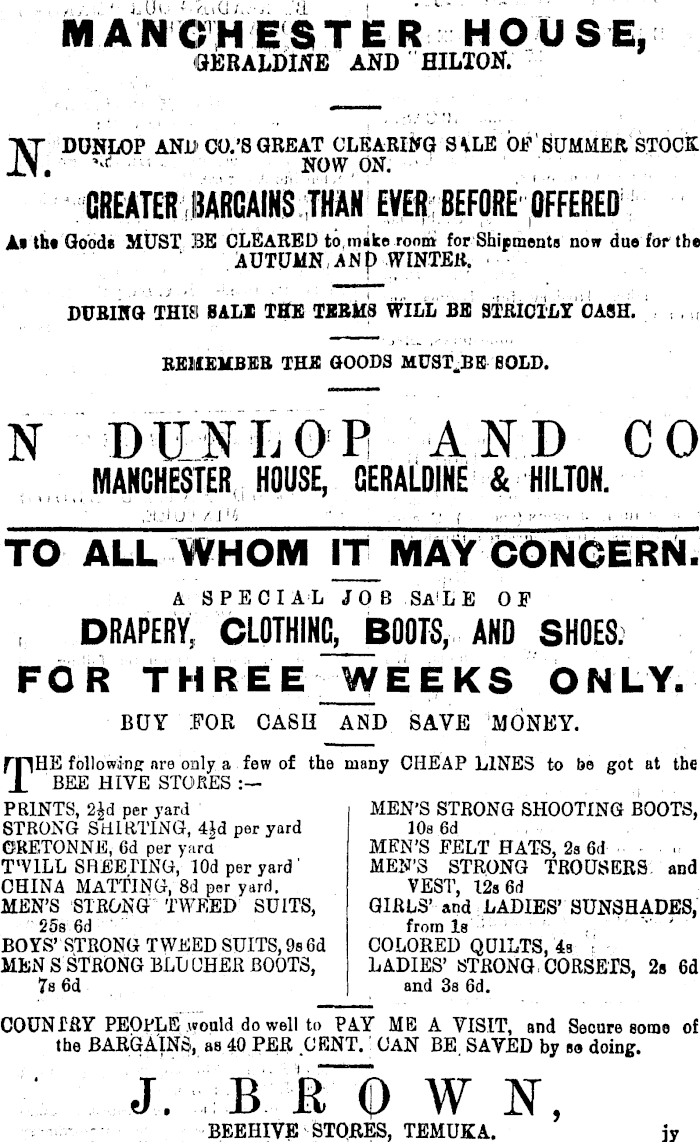 MANCHESTER HOUSE,
GERALDINE AND HILTON.
N. DUNLOP AND CO.'S GREAT CLEARING SALE OF SUMMER STOCK
NOW ON.
GREATER BARGAINS THAN EVER BEFORE OFFERED
As the Goods MUST BE CLEARED to make room for Shipments now due for the
AUTUMN AND WINTER.
DURING THIS SALE THE TERMS WILL BE STRICTLY CASH.
REMEMBER THE GOODS MUST BE SOLD.
N DUNLOP AND CO
MANCHESTER HOUSE, GERALDINE & HILTON.
TO ALL WHOM IT MAY CONCERN.
A SPECIAL JOB SALE OF
DRAPERY, CLOTHING, BOOTS, AND SHOES.
FOR THREE WEEKS ONLY.
BUY FOR CASH AND SAVE MONEY.
THE following are only a few of the many CHEAP LINES to be got at the
BEE HIVE STORES :—
PRINTS, 2½d per yard
STRONG SHIRTING, 4½d per yard
CRETONNE, 6d per yard
TWILL SHEETING, 10d per yard
CHINA MATTING, 8d per yard.
MEN'S STRONG TWEED SUITS,
25s 6d
BOYS' STRONG TWEED SUITS, 9s 6d
MEN S STRONG BLUCHER BOOTS,
7s 6d
MEN'S STRONG SHOOTING BOOTS,
10s 6d
MEN'S FELT HATS, 2s 6d
MEN'S STRONG TROUSERS and
VEST, 12s 6d
GIRLS' and LADIES' SUNSHADES,
from 1s
COLORED QUILTS, 4s
LADIES' STRONG CORSETS, 2s 6d
and 3s 6d.
COUNTRY PEOPLE would do well to PAY ME A VISIT, and Secure some of
the BARGAINS, as 40 PER CENT. CAN BE SAVED by so doing.
J. BROWN,
BEEHIVE STORES, TEMUKA. jy